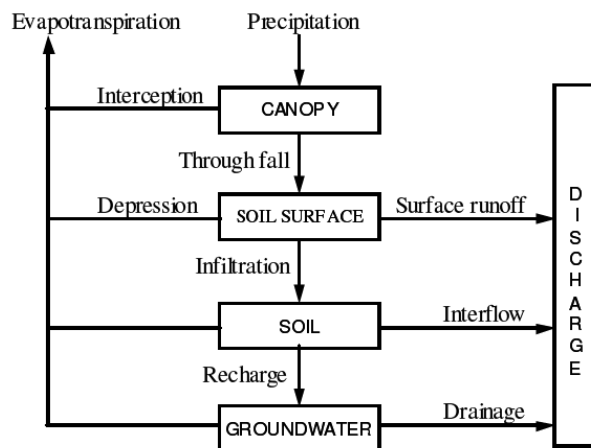 Evapotranspiration
Precipitation
Interception
CANOPY
Through fall
Depression
SOIL SURFACE
Surface runoff
Infiltration
SOIL
Interflow
Recharge
GROUNDWATER
Drainage
DISCHARGE